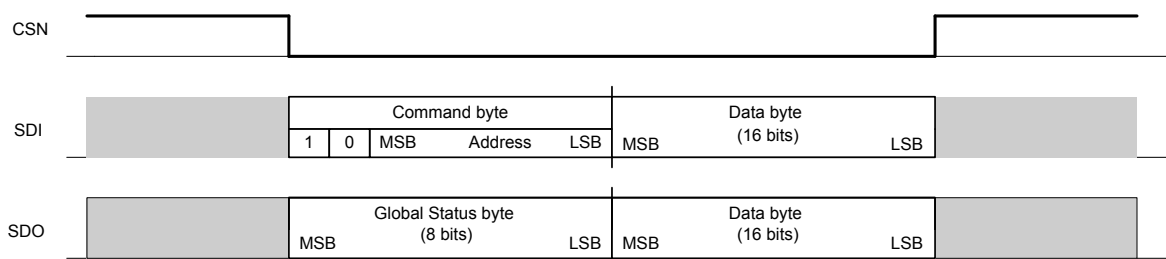 CSN
SDI
Command byte
1 0 MSB Address LSB
Data byte
(16 bits)
MSB LSB
SDO
Global Status byte
(8 bits)
MSB LSB
Data byte
(16 bits)
MSB LSB